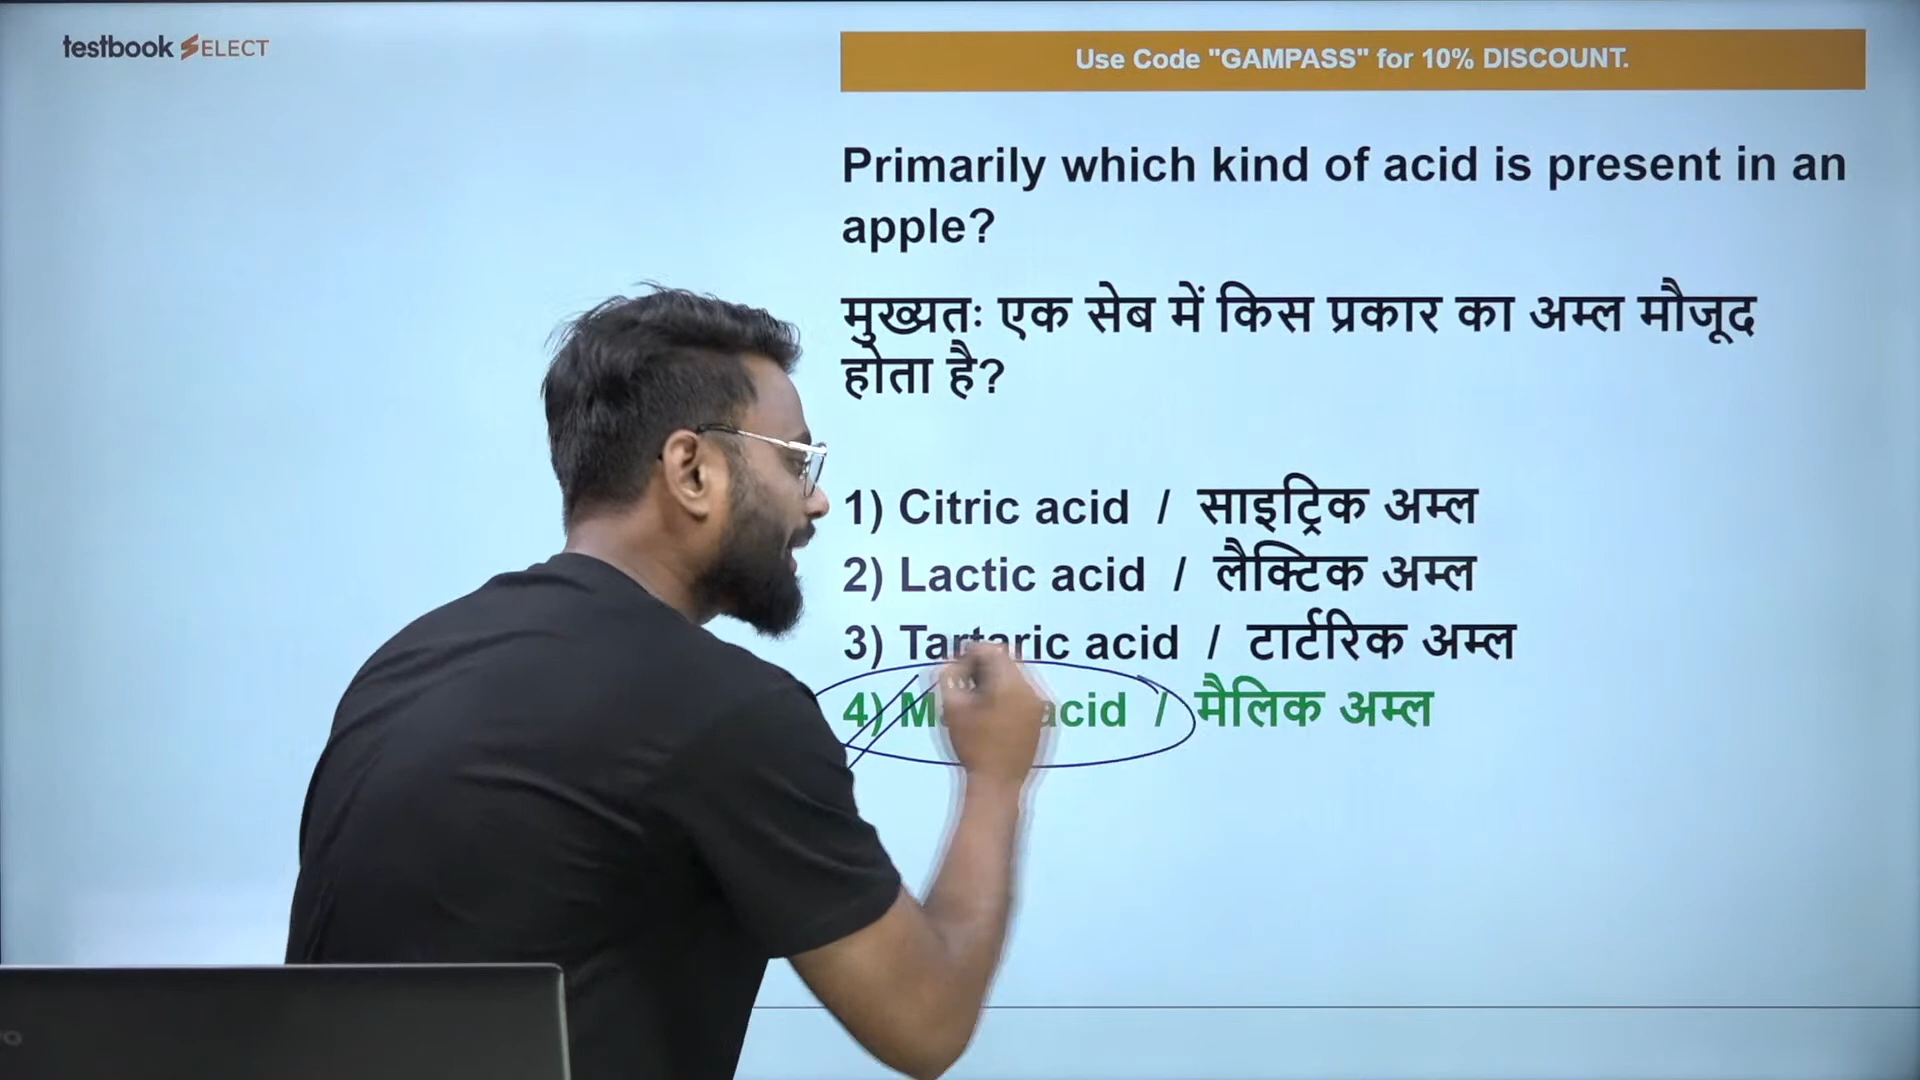 testbook SELECT
Use Code "GAMPASS" for 10% DISCOUNT.
Primarily which kind of acid is present in an
apple?
मुख्यतः एक सेब में किस प्रकार का अम्ल मौजूद
होता है?
1) Citric acid / साइट्रिक अम्ल
2) Lactic acid / लैक्टिक अम्ल
3) Tartaric acid / टार्टरिक अम्ल
4) acid / मैलिक अम्ल